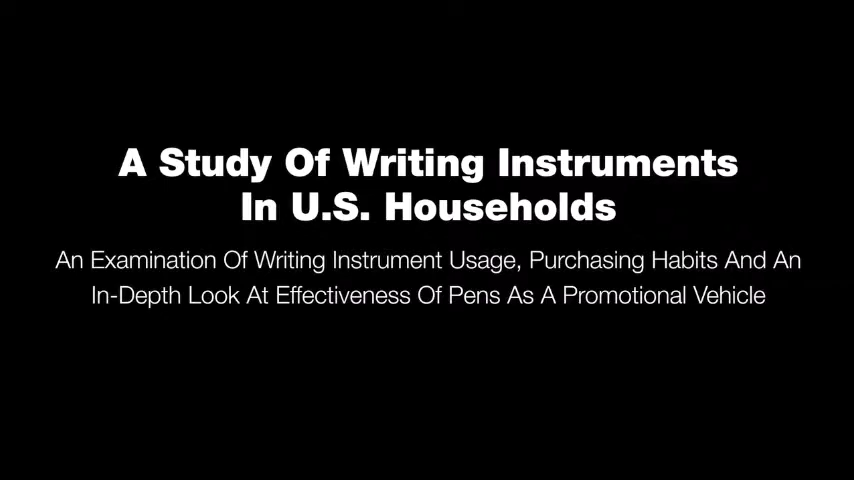 A Study Of Writing Instruments
In U.S. Households
An Examination Of Writing Instrument Usage, Purchasing Habits And An
In-Depth Look At Effectiveness Of Pens As A Promotional Vehicle